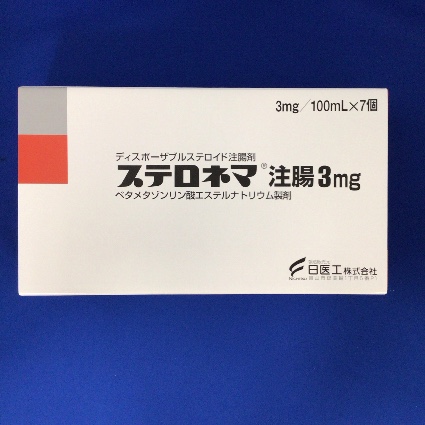 3mg/100mL×7個
ディスポーザブルステロイド注腸剤
ステロネマ®注腸3mg
ベタメタゾンリン酸エステルナトリウム製剤
日医工株式会社